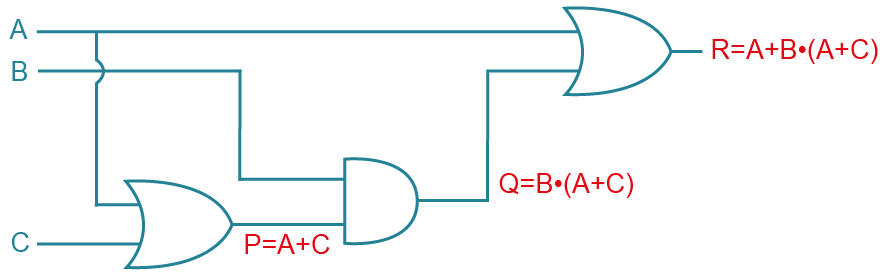 A
R=A+B•(A+C)
B
Q=B•(A+C)
C
P=A+C